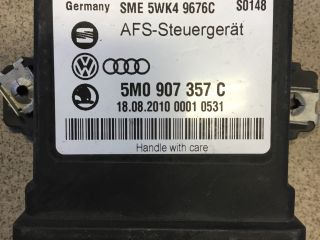 Germany SME 5WK4 9676C S0148
AFS-Steuergerät
5M0 907 357 C
18.08.2010 0001 0531
Handle with care